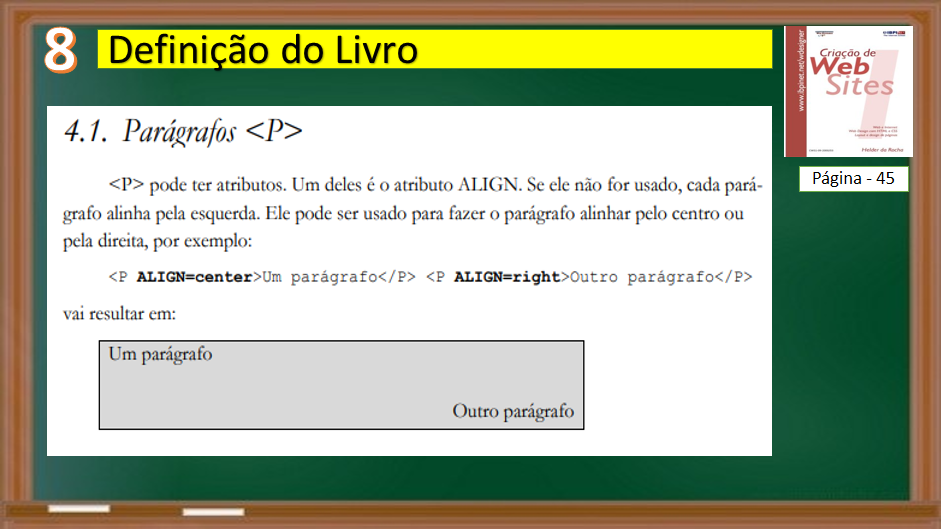 8 Definição do Livro
4.1. Parágrafos <P>
<P> pode ter atributos. Um deles é o atributo ALIGN. Se ele não for usado, cada pará-
grafo alinha pela esquerda. Ele pode ser usado para fazer o parágrafo alinhar pelo centro ou
pela direita, por exemplo:
<P ALIGN=center>Um parágrafo</P> <P ALIGN=right>Outro parágrafo</P>
vai resultar em:
Um parágrafo
Outro parágrafo
www.ibpinet.net/wdesigner
Criação de
Web
Sites
Helder da Rocha
Página - 45